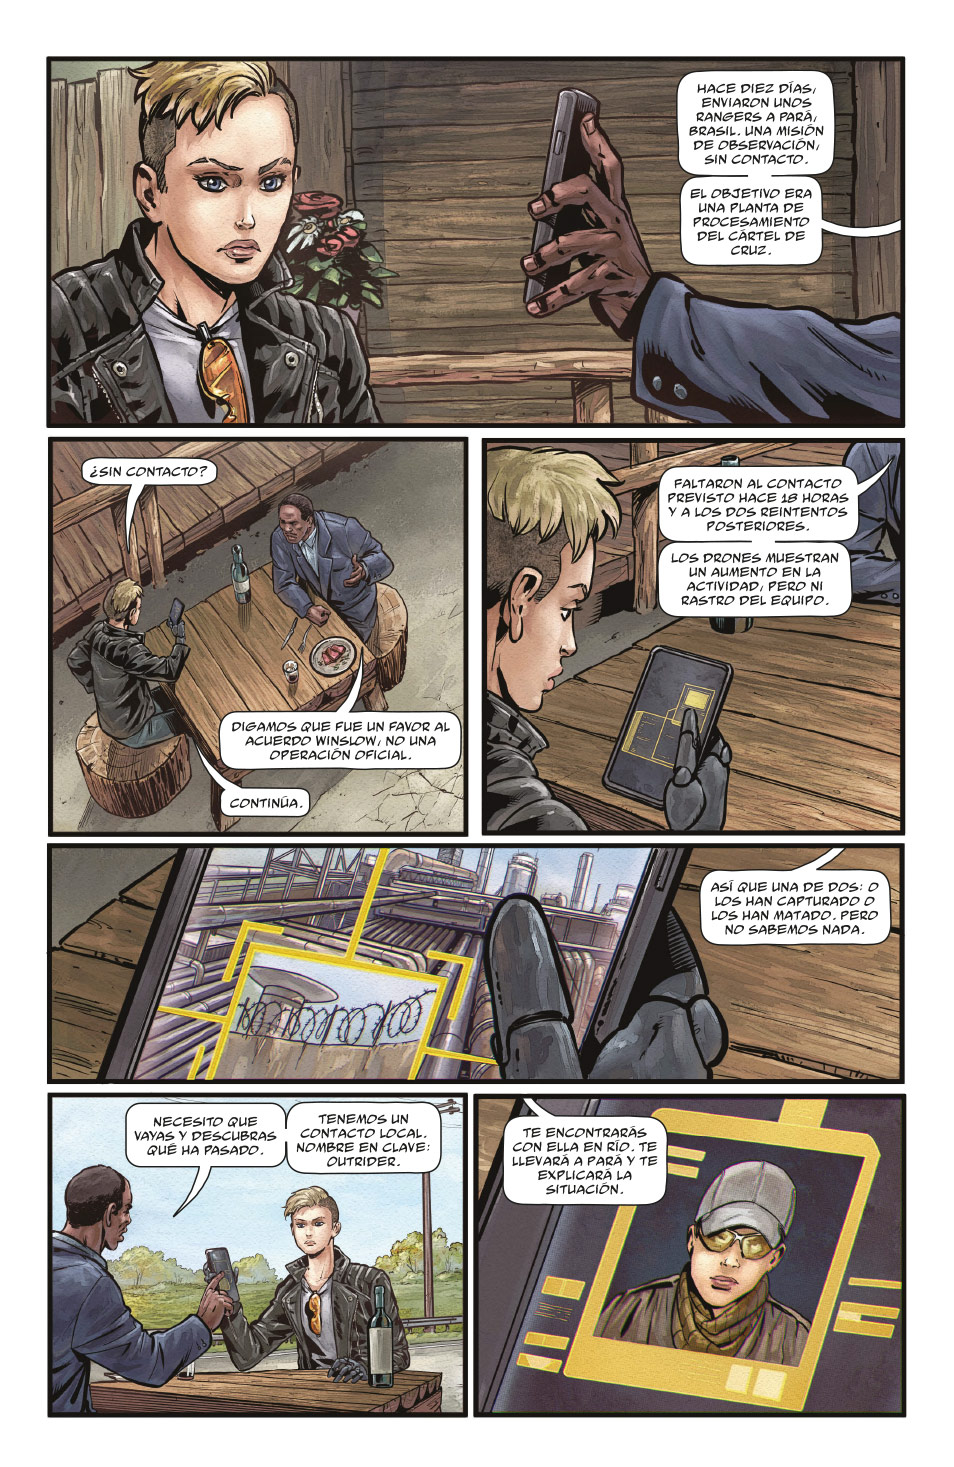 HACE DIEZ DÍAS,
ENVIARON UNOS
RANGERS A PARÁ,
BRASIL. UNA MISIÓN
DE OBSERVACIÓN,
SIN CONTACTO.
EL OBJETIVO ERA
UNA PLANTA DE
PROCESAMIENTO
DEL CÁRTEL DE
CRUZ.
¿SIN CONTACTO?
DIGAMOS QUE FUE UN FAVOR AL
ACUERDO WINSLOW, NO UNA
OPERACIÓN OFICIAL.
CONTINÚA.
FALTARON AL CONTACTO
PREVISTO HACE 18 HORAS
Y A LOS DOS REINTENTOS
POSTERIORES.
LOS DRONES MUESTRAN
UN AUMENTO EN LA
ACTIVIDAD, PERO NI
RASTRO DEL EQUIPO.
ASÍ QUE UNA DE DOS: O
LOS HAN CAPTURADO O
LOS HAN MATADO. PERO
NO SABEMOS NADA.
NECESITO QUE
VAYAS Y DESCUBRAS
QUÉ HA PASADO.
TENEMOS UN
CONTACTO LOCAL.
NOMBRE EN CLAVE:
OUTRIDER.
TE ENCONTRARÁS
CON ELLA EN RÍO. TE
LLEVARÁ A PARÁ Y TE
EXPLICARÁ LA
SITUACIÓN.